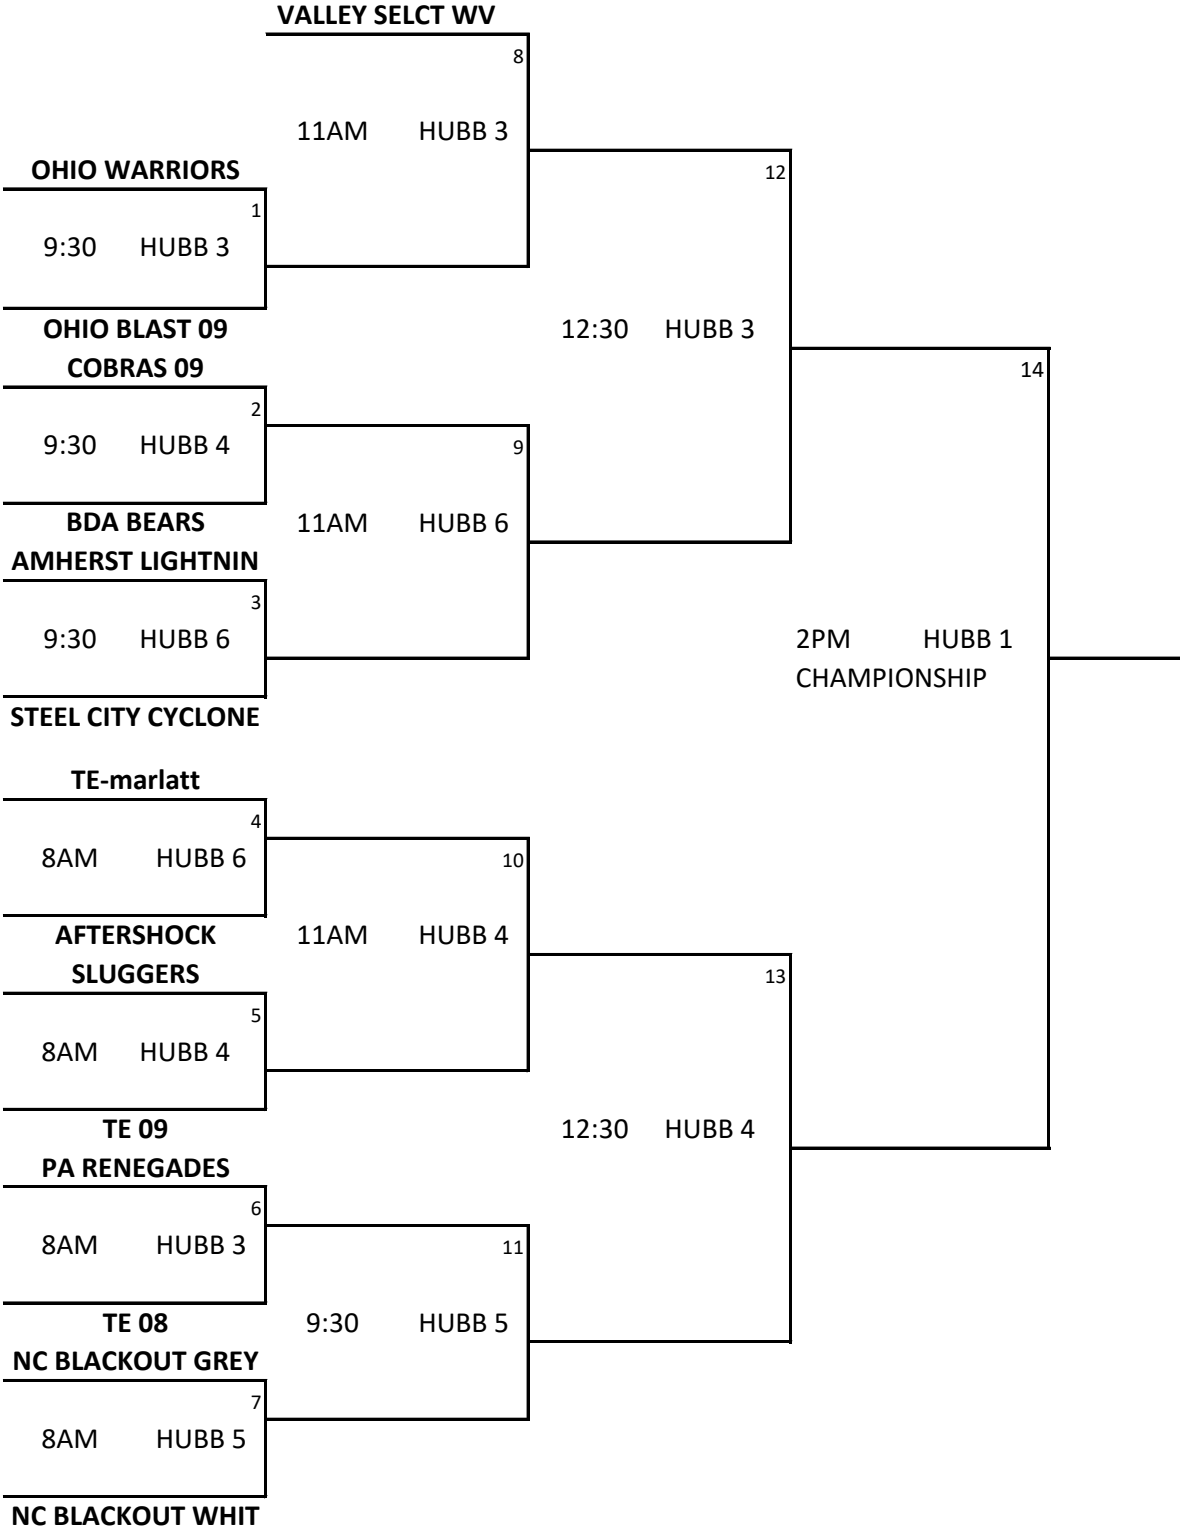 VALLEY SELCT WV
8
11AM HUBB 3
OHIO WARRIORS
12
1
9:30 HUBB 3
OHIO BLAST 09
12:30 HUBB 3
COBRAS 09
14
2
9:30 HUBB 4
9
BDA BEARS
11AM HUBB 6
AMHERST LIGHTNIN
3
9:30 HUBB 6
2PM HUBB 1
CHAMPIONSHIP
STEEL CITY CYCLONE
TE-marlatt
4
8AM HUBB 6
10
AFTERSHOCK
11AM HUBB 4
SLUGGERS
13
5
8AM HUBB 4
TE 09
12:30 HUBB 4
PA RENEGADES
6
8AM HUBB 3
11
TE 08
9:30 HUBB 5
NC BLACKOUT GREY
7
8AM HUBB 5
NC BLACKOUT WHIT